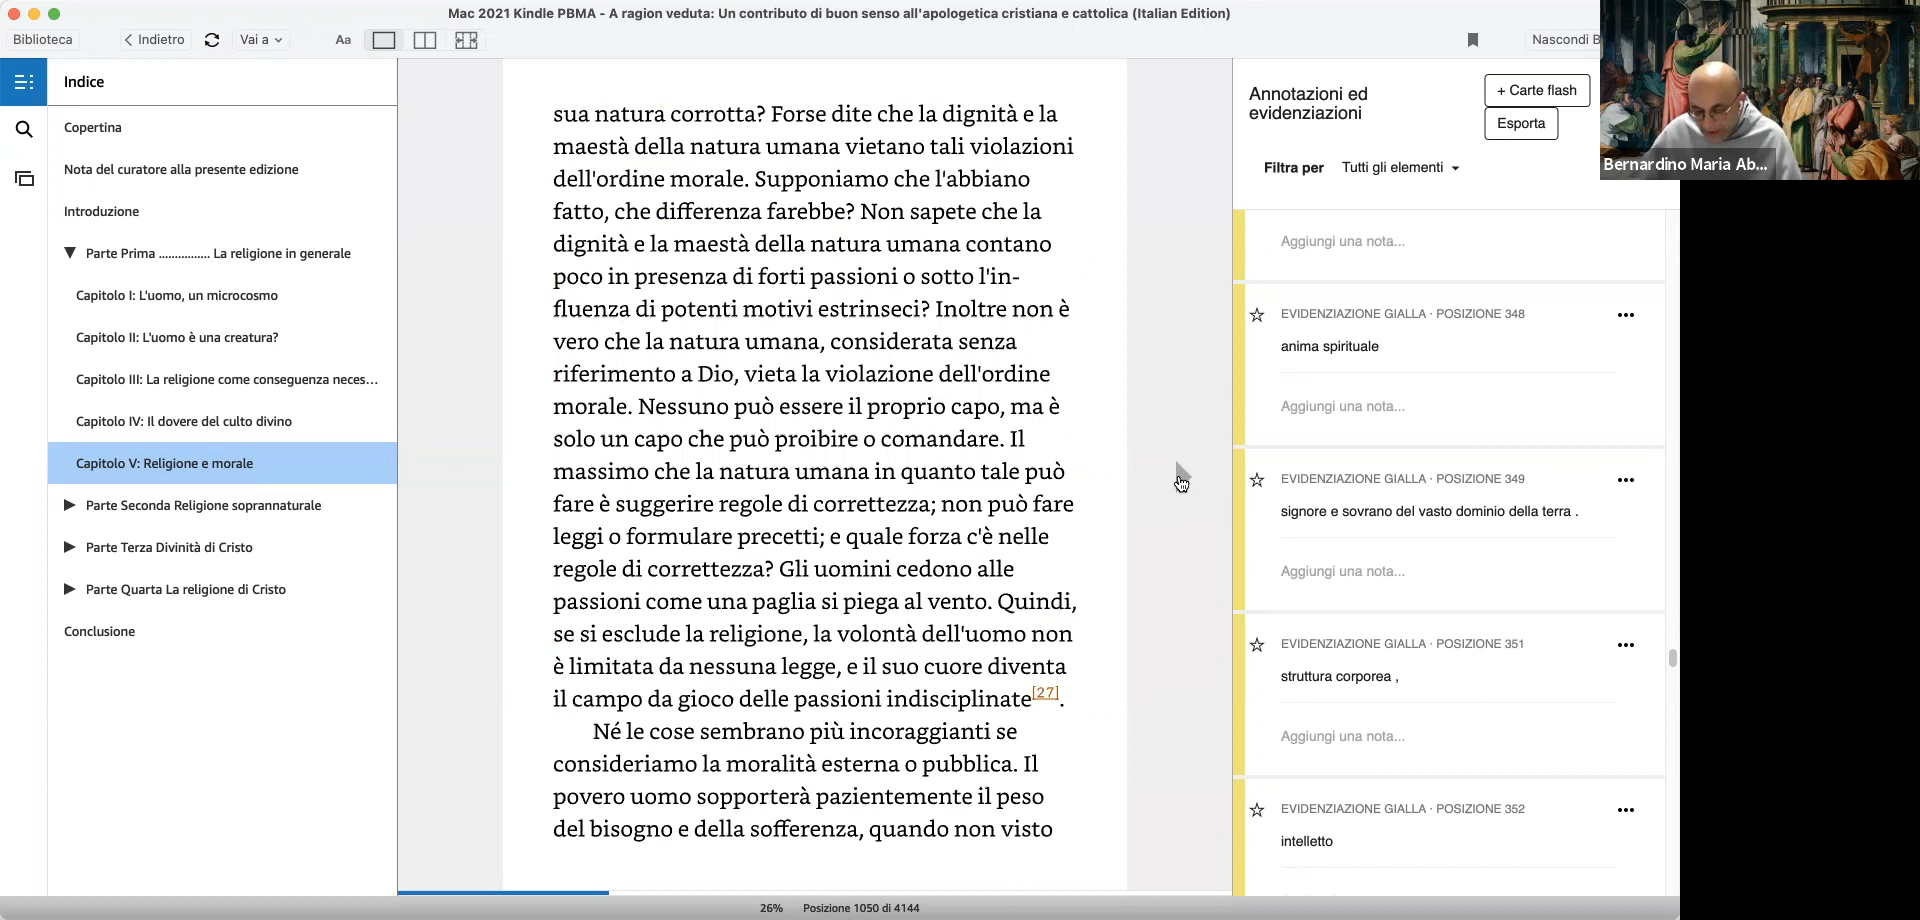 Mac 2021 Kindle PBMA - A ragion veduta: Un contributo di buon senso all'apologetica cristiana e cattolica (Italian Edition)
Biblioteca
Indietro
Vai a
Aa
Nascondi B
Indice
Copertina
Nota del curatore alla presente edizione
Introduzione
Parte Prima ................ La religione in generale
Capitolo I: L'uomo, un microcosmo
Capitolo II: L'uomo è una creatura?
Capitolo III: La religione come conseguenza neces...
Capitolo IV: Il dovere del culto divino
Capitolo V: Religione e morale
Parte Seconda Religione soprannaturale
Parte Terza Divinità di Cristo
Parte Quarta La religione di Cristo
Conclusione
sua natura corrotta? Forse dite che la dignità e la
maestà della natura umana vietano tali violazioni
dell'ordine morale. Supponiamo che l'abbiano
fatto, che differenza farebbe? Non sapete che la
dignità e la maestà della natura umana contano
poco in presenza di forti passioni o sotto l'in-
fluenza di potenti motivi estrinseci? Inoltre non è
vero che la natura umana, considerata senza
riferimento a Dio, vieta la violazione dell'ordine
morale. Nessuno può essere il proprio capo, ma è
solo un capo che può proibire o comandare. Il
massimo che la natura umana in quanto tale può
fare è suggerire regole di correttezza; non può fare
leggi o formulare precetti; e quale forza c'è nelle
regole di correttezza? Gli uomini cedono alle
passioni come una paglia si piega al vento. Quindi,
se si esclude la religione, la volontà dell'uomo non
è limitata da nessuna legge, e il suo cuore diventa
il campo da gioco delle passioni indisciplinate[27].
Né le cose sembrano più incoraggianti se
consideriamo la moralità esterna o pubblica. Il
povero uomo sopporterà pazientemente il peso
del bisogno e della sofferenza, quando non visto
Annotazioni ed
evidenziazioni
+ Carte flash
Esporta
Filtra per Tutti gli elementi
Aggiungi una nota...
EVIDENZIAZIONE GIALLA · POSIZIONE 348
anima spirituale
Aggiungi una nota...
EVIDENZIAZIONE GIALLA · POSIZIONE 349
signore e sovrano del vasto dominio della terra .
Aggiungi una nota...
EVIDENZIAZIONE GIALLA · POSIZIONE 351
struttura corporea ,
Aggiungi una nota...
EVIDENZIAZIONE GIALLA · POSIZIONE 352
intelletto
Bernardino Maria Ab...
26% Posizione 1050 di 4144